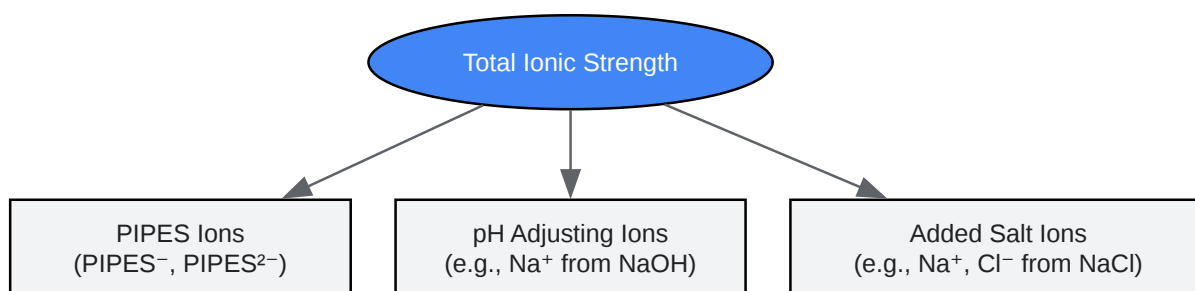 Total Ionic Strength
PIPES Ions
(PIPES⁻, PIPES²⁻)
pH Adjusting Ions
(e.g., Na⁺ from NaOH)
Added Salt Ions
(e.g., Na⁺, Cl⁻ from NaCl)